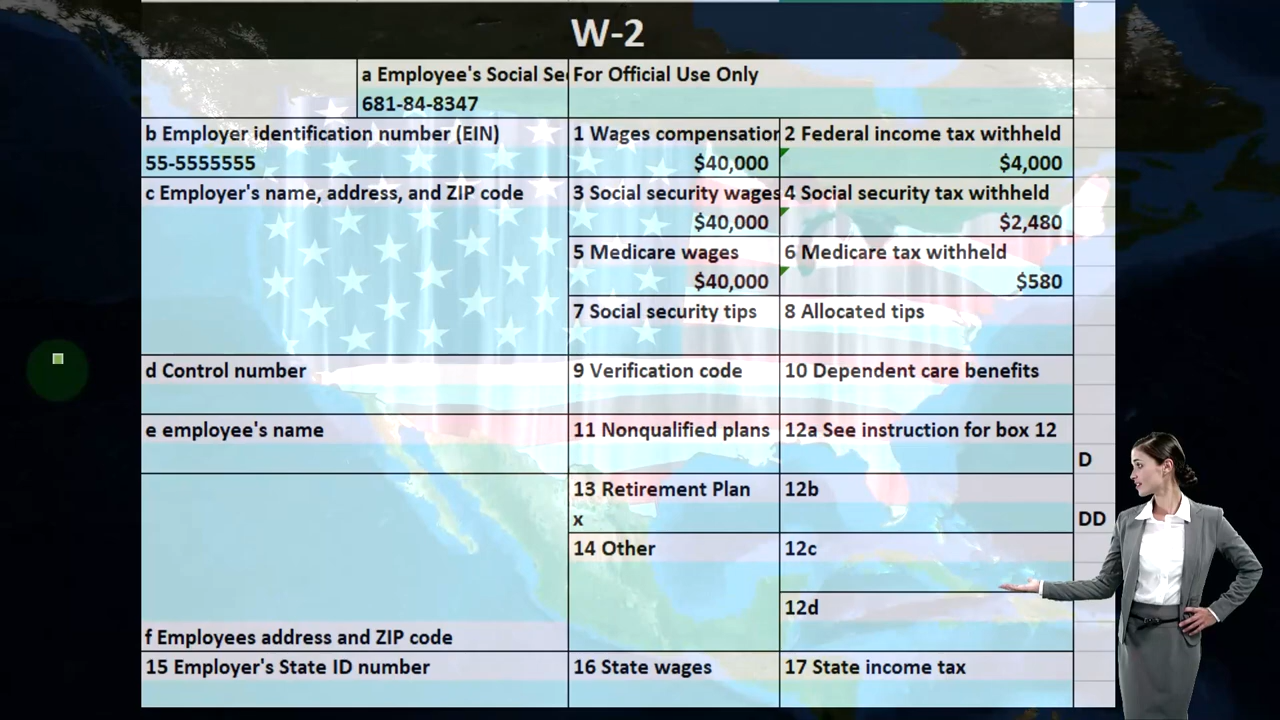 W-2
a Employee's Social Se For Official Use Only
681-84-8347
b Employer identification number (EIN) 1 Wages compensation 2 Federal income tax withheld
55-5555555 $40,000 $4,000
c Employer's name, address, and ZIP code 3 Social security wages 4 Social security tax withheld
$40,000 $2,480
5 Medicare wages 6 Medicare tax withheld
$40,000 $580
7 Social security tips 8 Allocated tips
d Control number 9 Verification code 10 Dependent care benefits
e employee's name 11 Nonqualified plans 12a See instruction for box 12
D
13 Retirement Plan 12b
x DD
14 Other 12c
12d
f Employees address and ZIP code
15 Employer's State ID number 16 State wages 17 State income tax